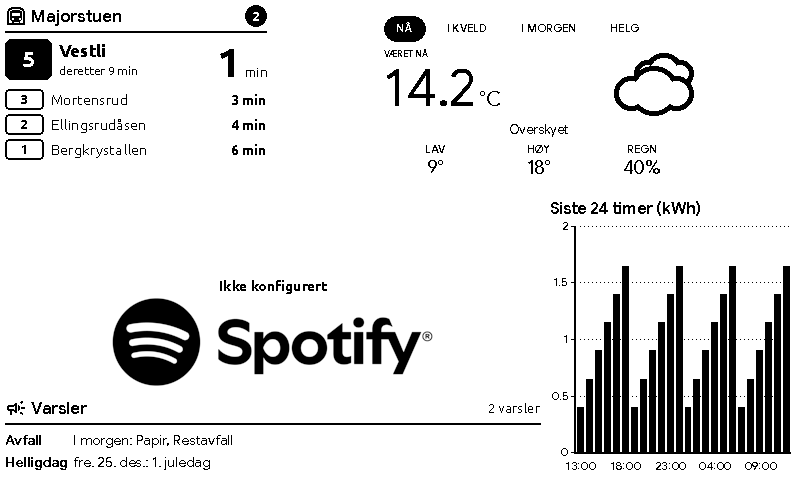 Majorstuen 2
5 Vestli 1 min
deretter 9 min
3 Mortensrud 3 min
2 Ellingsrudåsen 4 min
1 Bergkrystallen 6 min
NÅ I KVELD I MORGEN HELG
VÆRET NÅ
14.2 °C
Overskyet
LAV HØY REGN
9° 18° 40%
Ikke konfigurert
Spotify®
Siste 24 timer (kWh)
2
1.5
1
0.5
0
13:00 18:00 23:00 04:00 09:00
Varsler 2 varsler
Avfall I morgen: Papir, Restavfall
Helligdag fre. 25. des.: 1. juledag